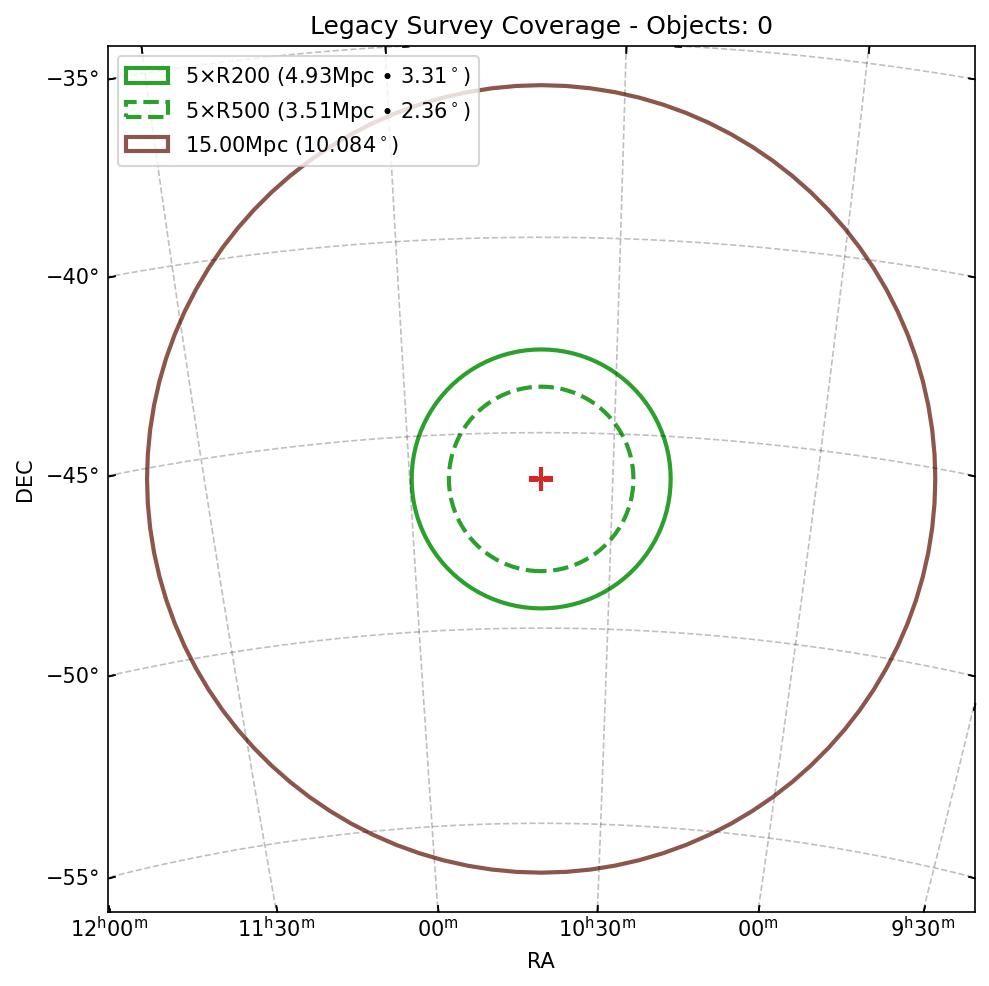 Legacy Survey Coverage - Objects: 0
5×R200 (4.93Mpc • 3.31°)
5×R500 (3.51Mpc • 2.36°)
15.00Mpc (10.084°)
−35°
−40°
−45°
−50°
−55°
DEC
12ʰ00ᵐ 11ʰ30ᵐ 00ᵐ 10ʰ30ᵐ 00ᵐ 9ʰ30ᵐ
RA